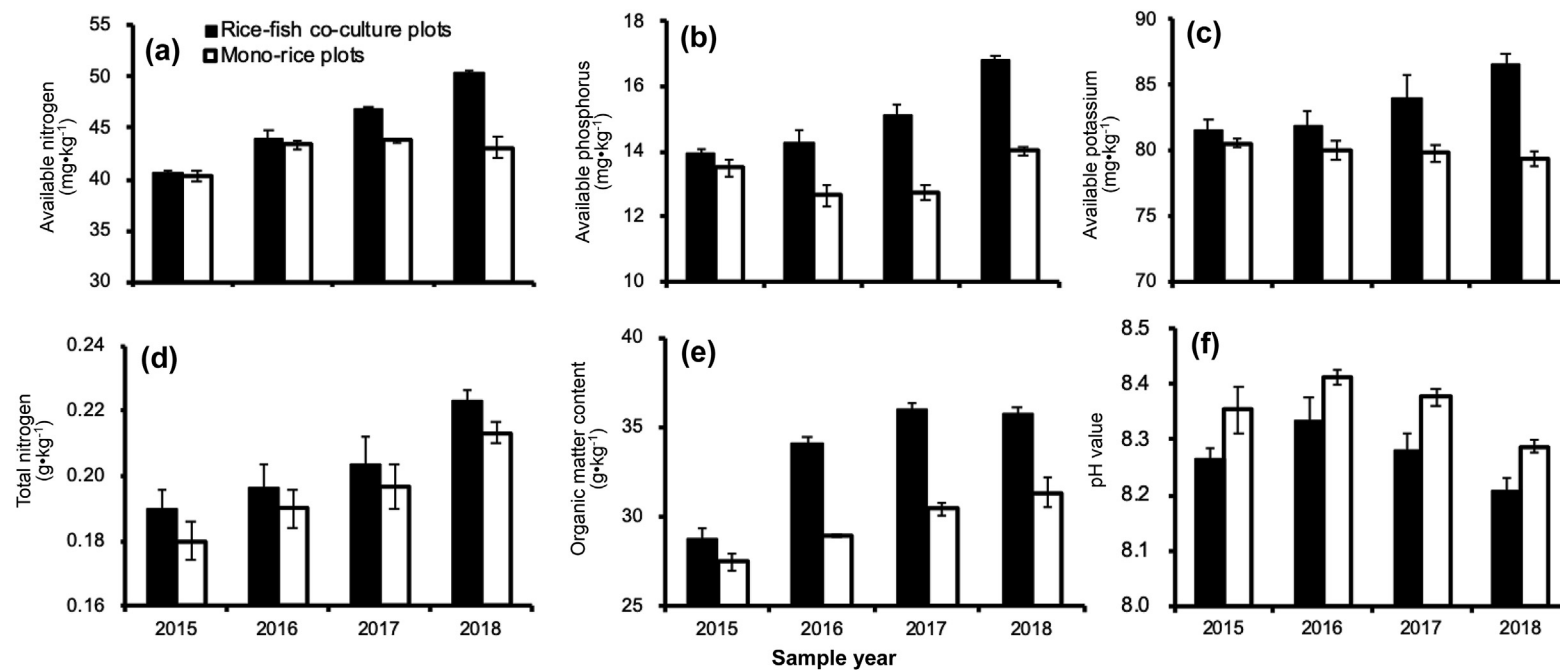 (a)
Rice-fish co-culture plots
Mono-rice plots
Available nitrogen
(mg•kg-1)
55
50
45
40
35
30
(b)
Available phosphorus
(mg•kg-1)
18
16
14
12
10
(c)
Available potassium
(mg•kg-1)
90
85
80
75
70
(d)
Total nitrogen
(g•kg-1)
0.24
0.22
0.20
0.18
0.16
2015 2016 2017 2018
(e)
Organic matter content
(g•kg-1)
40
35
30
25
2015 2016 2017 2018
(f)
pH value
8.5
8.4
8.3
8.2
8.1
8.0
2015 2016 2017 2018
Sample year